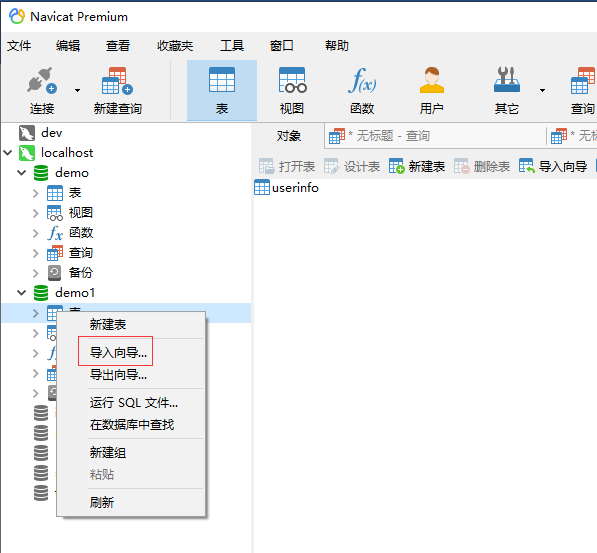 Navicat Premium
文件 编辑 查看 收藏夹 工具 窗口 帮助
连接 新建查询 表 视图 函数 用户 其它 查询
f(x)
对象 * 无标题 - 查询 * 无标
打开表 设计表 新建表 删除表 导入向导
dev
localhost
demo
表
视图
函数
查询
备份
demo1
userinfo
新建表
导入向导...
导出向导...
运行 SQL 文件...
在数据库中查找
新建组
粘贴
刷新